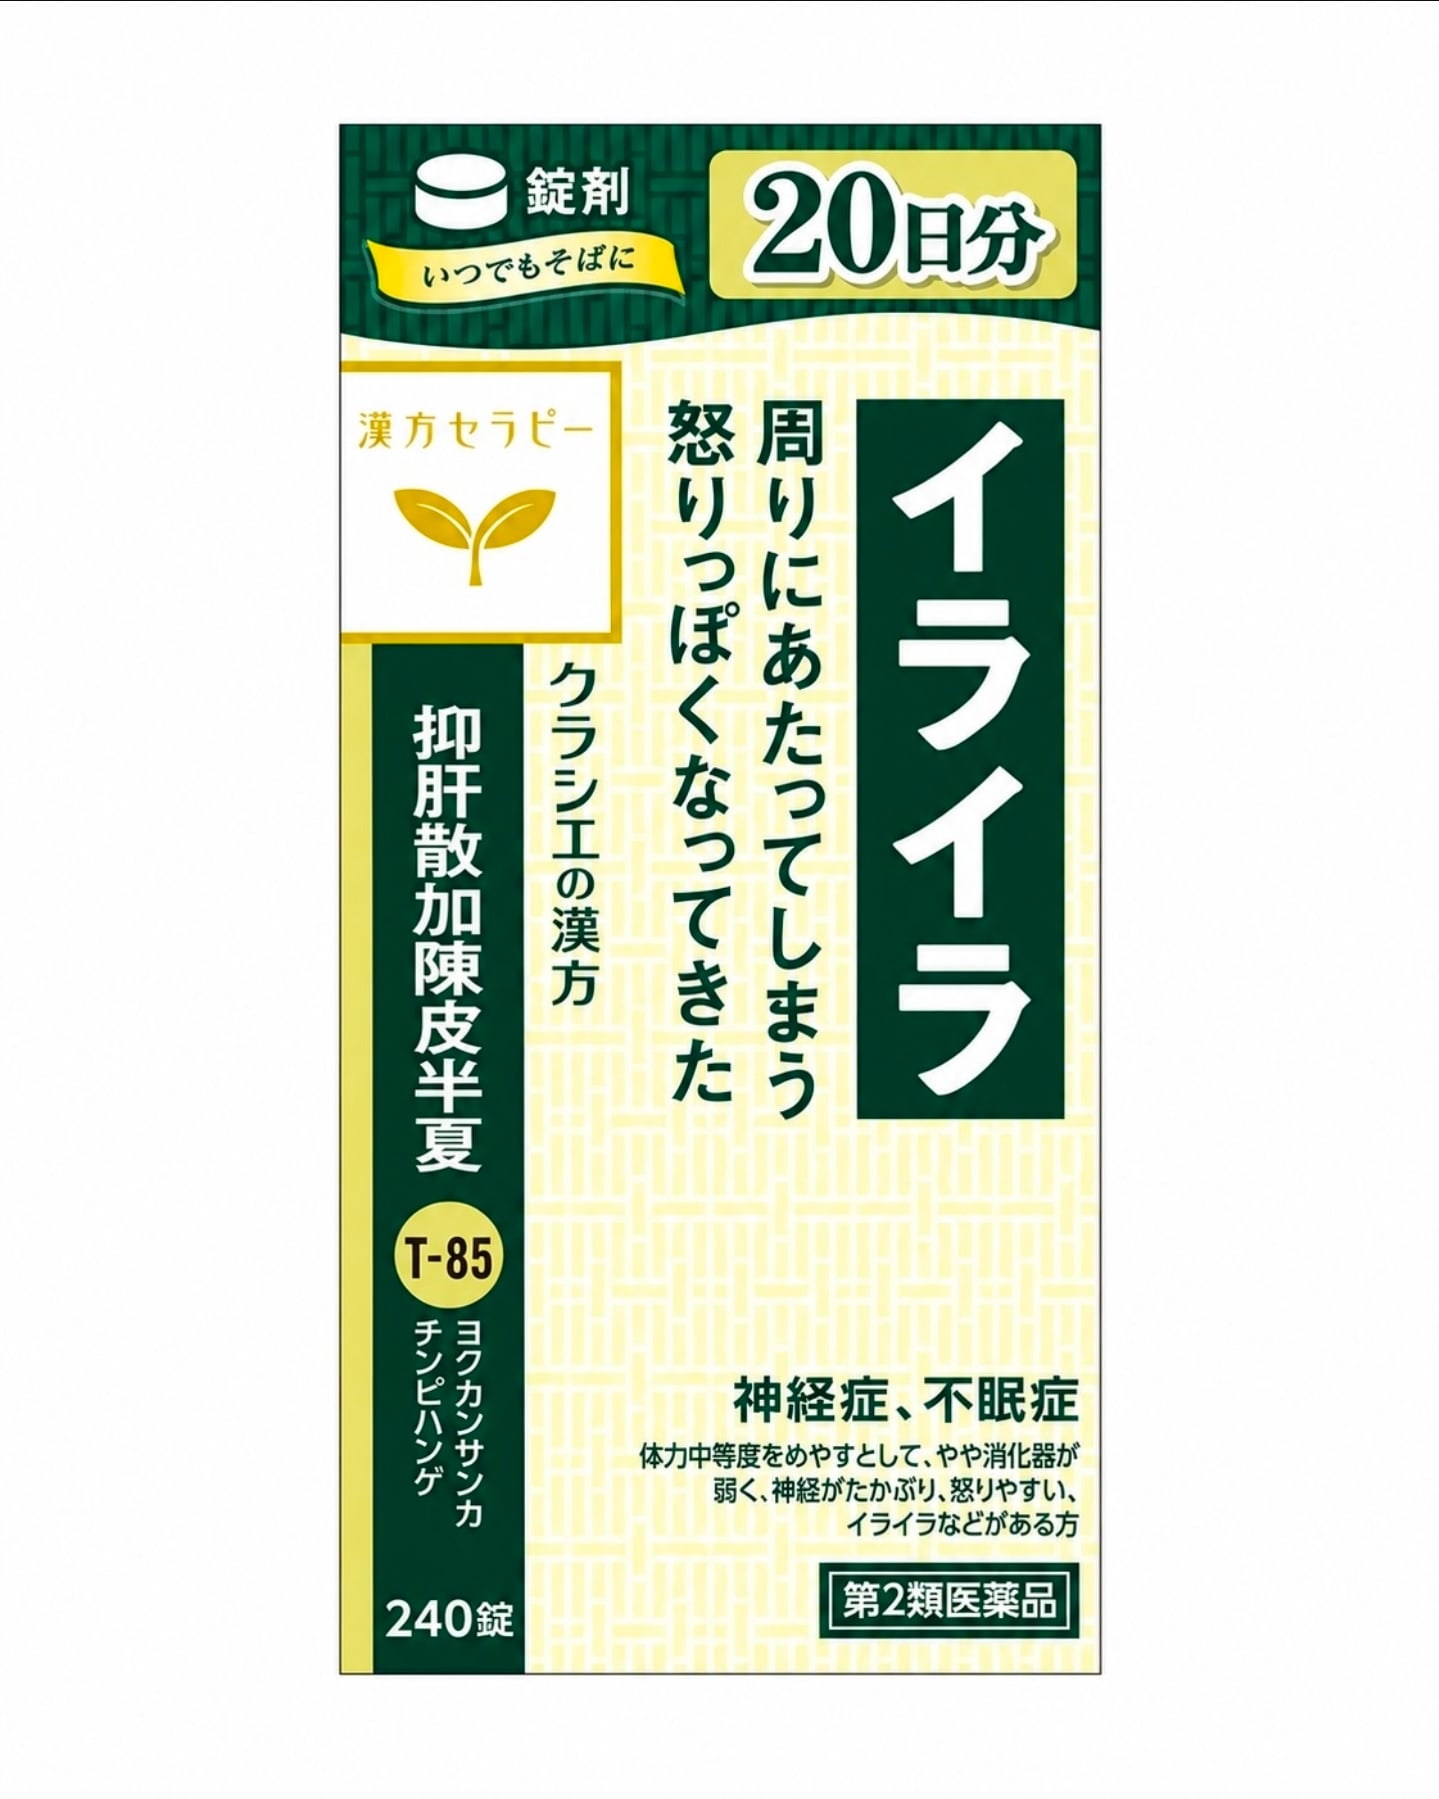 錠剤
いつでもそばに
20日分
漢方セラピー
イライラ
周りにあたってしまう
怒りっぽくなってきた
クラシエの漢方
抑肝散加陳皮半夏
T-85
ヨクカンサンカ
チンピハンゲ
240錠
神経症、不眠症
体力中等度をめやすとして、やや消化器が
弱く、神経がたかぶり、怒りやすい、
イライラなどがある方
第2類医薬品